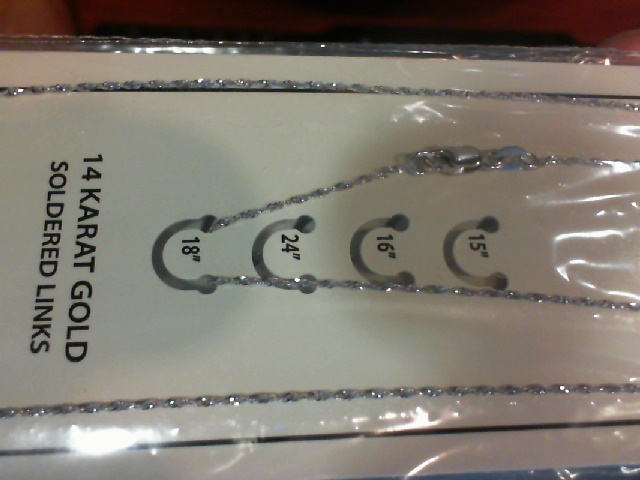 14 KARAT GOLD
SOLDERED LINKS
18"
24"
16"
15"